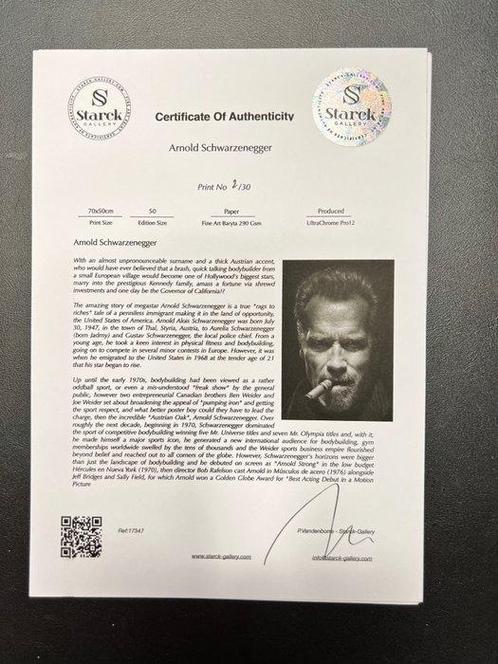 STARCK-GALLERY.COM
SS
Starck
GALLERY
Certificate Of Authenticity
SS
Starck
GALLERY
Arnold Schwarzenegger
Print No 2/30
70x50cm 50 Paper Produced
Print Size Edition Size Fine Art Baryta 290 Gsm UltraChrome Pro12
Arnold Schwarzenegger
With an almost unpronounceable surname and a thick Austrian accent,
who would have ever believed that a brash, quick talking bodybuilder from
a small European village would become one of Hollywood's biggest stars,
marry into the prestigious Kennedy family, amass a fortune via shrewd
investments and one day be the Governor of California!?
The amazing story of megastar Arnold Schwarzenegger is a true "rags to
riches" tale of a penniless immigrant making it in the land of opportunity,
the United States of America. Arnold Alois Schwarzenegger was born July
30, 1947, in the town of Thal, Styria, Austria, to Aurelia Schwarzenegger
(born Jadrny) and Gustav Schwarzenegger, the local police chief. From a
young age, he took a keen interest in physical fitness and bodybuilding,
going on to compete in several minor contests in Europe. However, it was
when he emigrated to the United States in 1968 at the tender age of 21
that his star began to rise.
Up until the early 1970s, bodybuilding had been viewed as a rather
oddball sport, or even a mis-understood "freak show" by the general
public, however two entrepreneurial Canadian brothers Ben Weider and
Joe Weider set about broadening the appeal of "pumping iron" and getting
the sport respect, and what better poster boy could they have to lead the
charge, then the incredible "Austrian Oak", Arnold Schwarzenegger. Over
roughly the next decade, beginning in 1970, Schwarzenegger dominated
the sport of competitive bodybuilding winning five Mr. Universe titles and seven Mr. Olympia titles and, with it,
he made himself a major sports icon, he generated a new international audience for bodybuilding, gym
memberships worldwide swelled by the tens of thousands and the Weider sports business empire flourished
beyond belief and reached out to all corners of the globe. However, Schwarzenegger's horizons were bigger
than just the landscape of bodybuilding and he debuted on screen as "Arnold Strong" in the low budget
Hércules en Nueva York (1970), then director Bob Rafelson cast Arnold in Músculos de acero (1976) alongside
Jeff Bridges and Sally Field, for which Arnold won a Golden Globe Award for "Best Acting Debut in a Motion
Picture
Ref:17347 P.Vandenborne - Starck-Gallery
www.starck-gallery.com info@starck-gallery.com